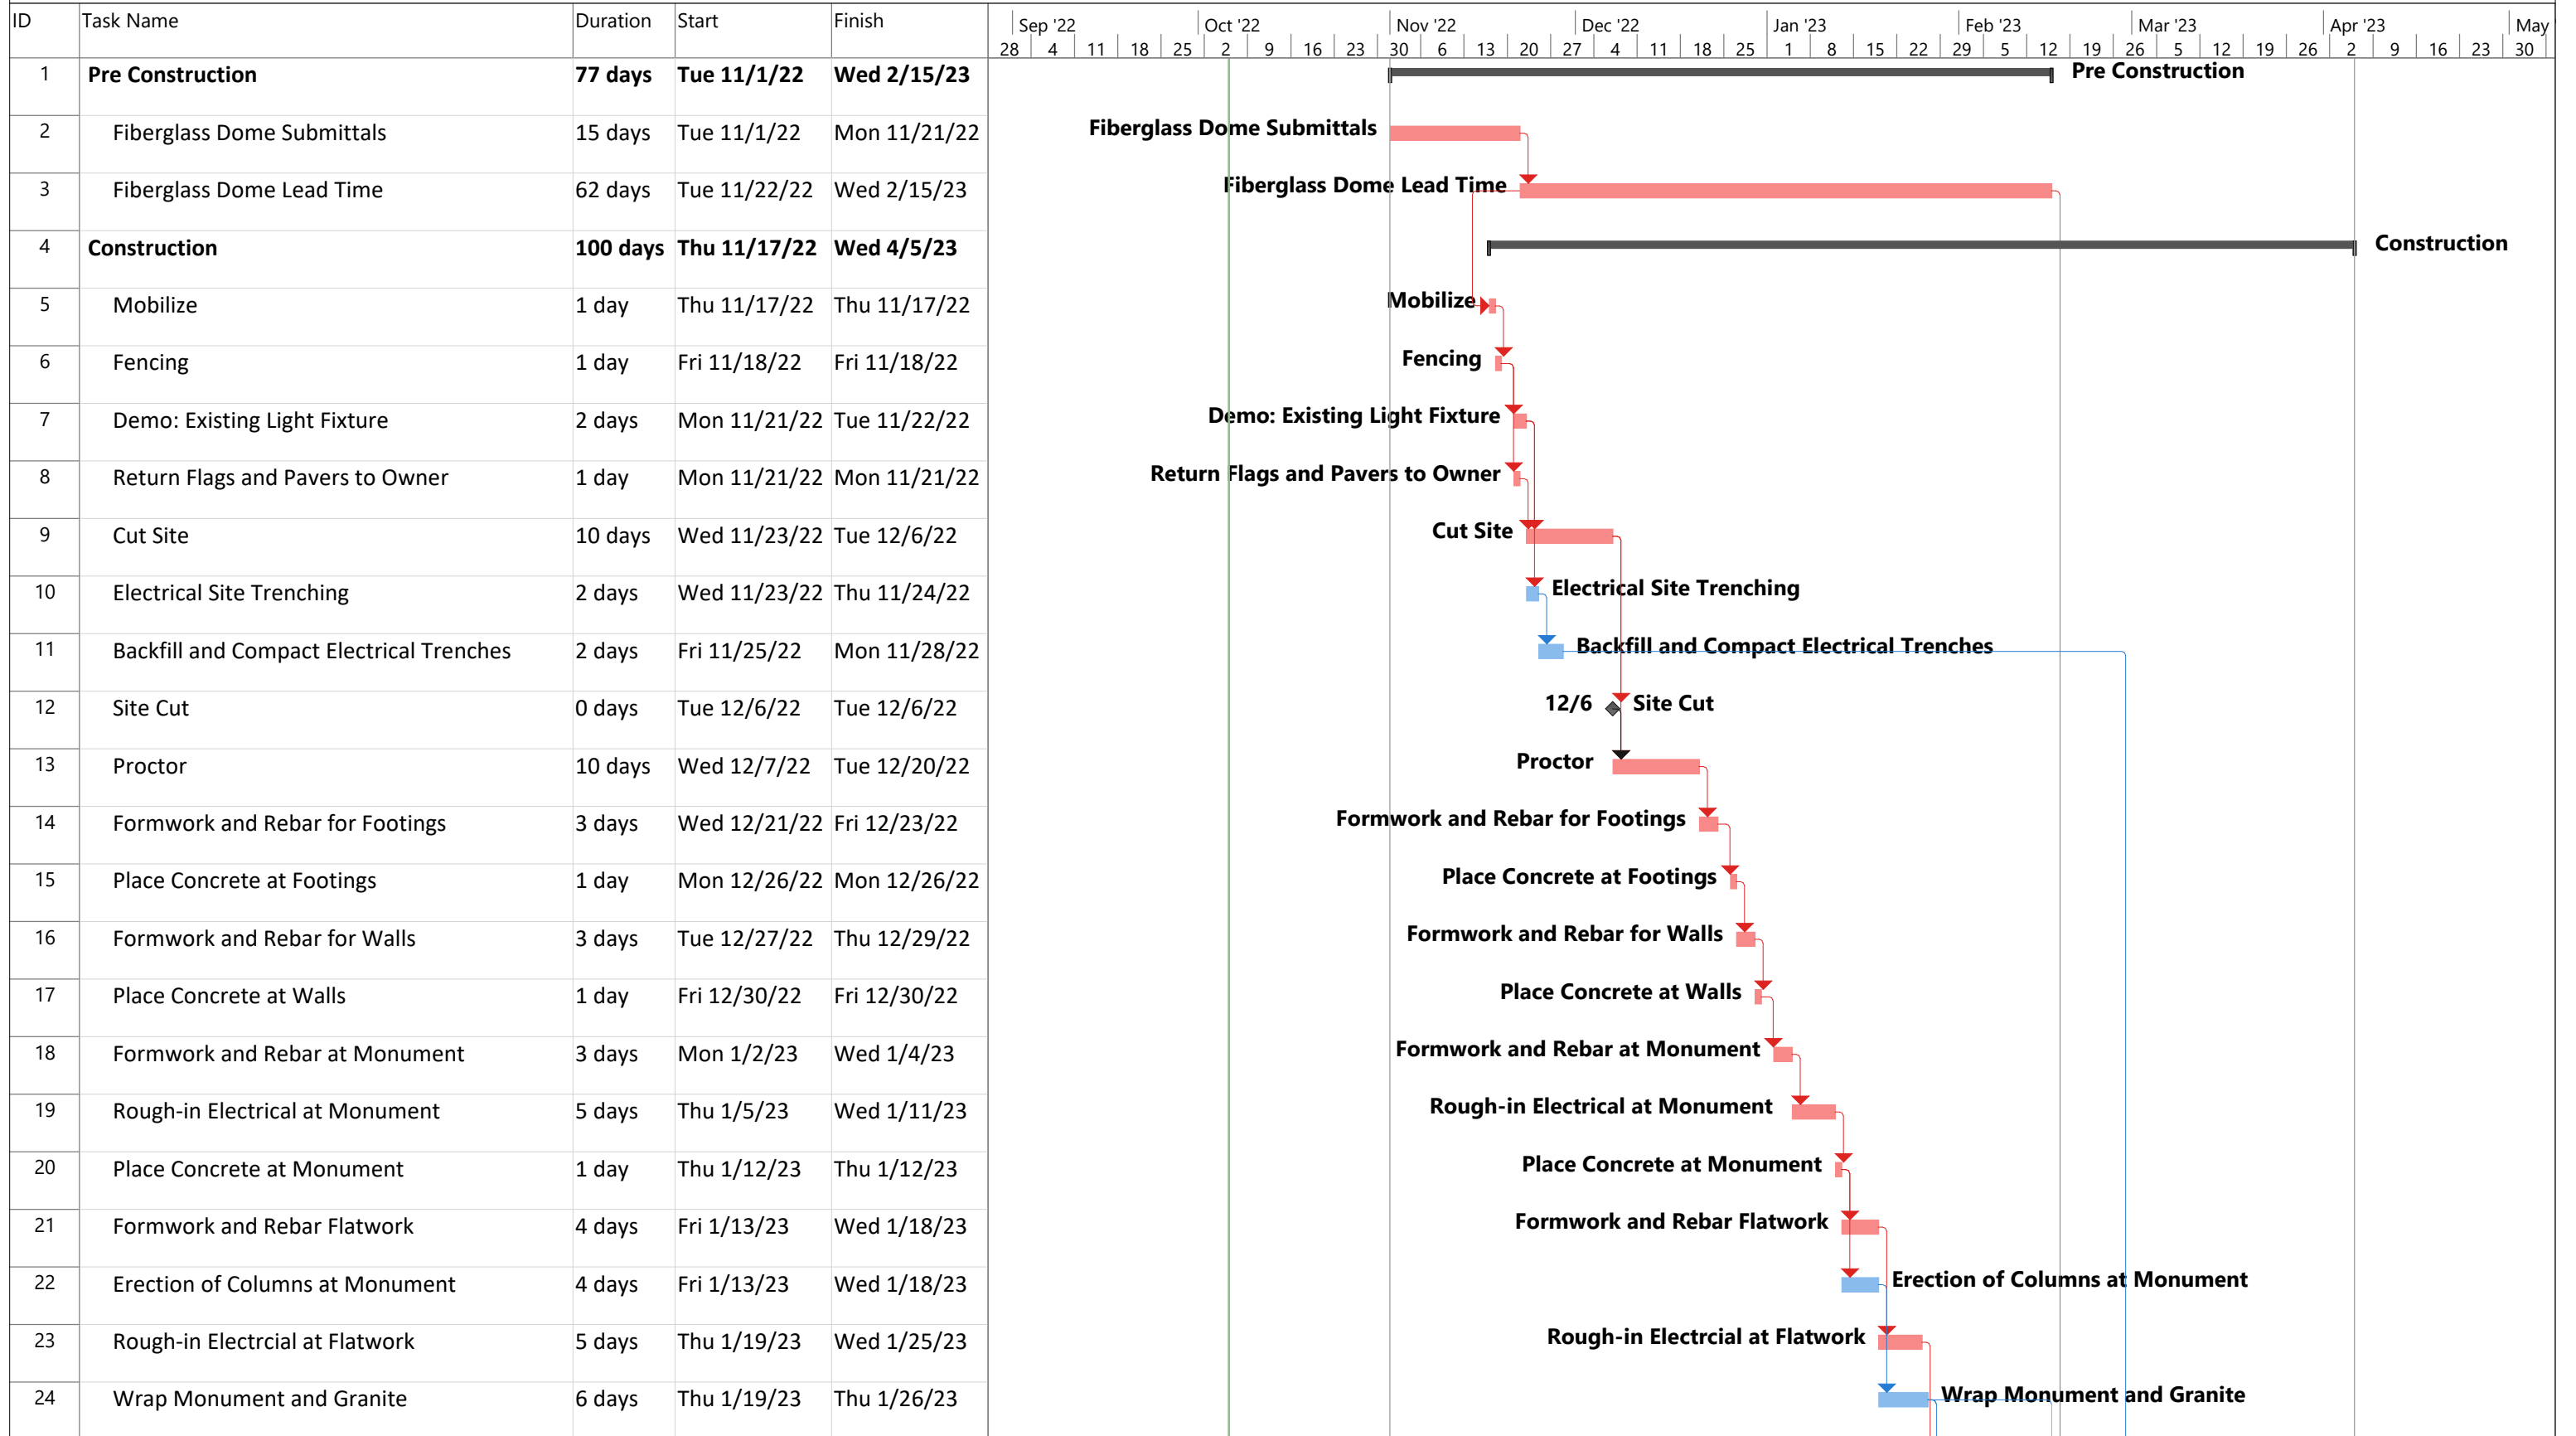 ID Task Name Duration Start Finish Sep '22 Oct '22 Nov '22 Dec '22 Jan '23 Feb '23 Mar '23 Apr '23 May
28 4 11 18 25 2 9 16 23 30 6 13 20 27 4 11 18 25 1 8 15 22 29 5 12 19 26 5 12 19 26 2 9 16 23 30
1 Pre Construction 77 days Tue 11/1/22 Wed 2/15/23 Pre Construction
2 Fiberglass Dome Submittals 15 days Tue 11/1/22 Mon 11/21/22 Fiberglass Dome Submittals
3 Fiberglass Dome Lead Time 62 days Tue 11/22/22 Wed 2/15/23 Fiberglass Dome Lead Time
4 Construction 100 days Thu 11/17/22 Wed 4/5/23 Construction
5 Mobilize 1 day Thu 11/17/22 Thu 11/17/22 Mobilize
6 Fencing 1 day Fri 11/18/22 Fri 11/18/22 Fencing
7 Demo: Existing Light Fixture 2 days Mon 11/21/22 Tue 11/22/22 Demo: Existing Light Fixture
8 Return Flags and Pavers to Owner 1 day Mon 11/21/22 Mon 11/21/22 Return Flags and Pavers to Owner
9 Cut Site 10 days Wed 11/23/22 Tue 12/6/22 Cut Site
10 Electrical Site Trenching 2 days Wed 11/23/22 Thu 11/24/22 Electrical Site Trenching
11 Backfill and Compact Electrical Trenches 2 days Fri 11/25/22 Mon 11/28/22 Backfill and Compact Electrical Trenches
12 Site Cut 0 days Tue 12/6/22 Tue 12/6/22 12/6 Site Cut
13 Proctor 10 days Wed 12/7/22 Tue 12/20/22 Proctor
14 Formwork and Rebar for Footings 3 days Wed 12/21/22 Fri 12/23/22 Formwork and Rebar for Footings
15 Place Concrete at Footings 1 day Mon 12/26/22 Mon 12/26/22 Place Concrete at Footings
16 Formwork and Rebar for Walls 3 days Tue 12/27/22 Thu 12/29/22 Formwork and Rebar for Walls
17 Place Concrete at Walls 1 day Fri 12/30/22 Fri 12/30/22 Place Concrete at Walls
18 Formwork and Rebar at Monument 3 days Mon 1/2/23 Wed 1/4/23 Formwork and Rebar at Monument
19 Rough-in Electrical at Monument 5 days Thu 1/5/23 Wed 1/11/23 Rough-in Electrical at Monument
20 Place Concrete at Monument 1 day Thu 1/12/23 Thu 1/12/23 Place Concrete at Monument
21 Formwork and Rebar Flatwork 4 days Fri 1/13/23 Wed 1/18/23 Formwork and Rebar Flatwork
22 Erection of Columns at Monument 4 days Fri 1/13/23 Wed 1/18/23 Erection of Columns at Monument
23 Rough-in Electrcial at Flatwork 5 days Thu 1/19/23 Wed 1/25/23 Rough-in Electrcial at Flatwork
24 Wrap Monument and Granite 6 days Thu 1/19/23 Thu 1/26/23 Wrap Monument and Granite